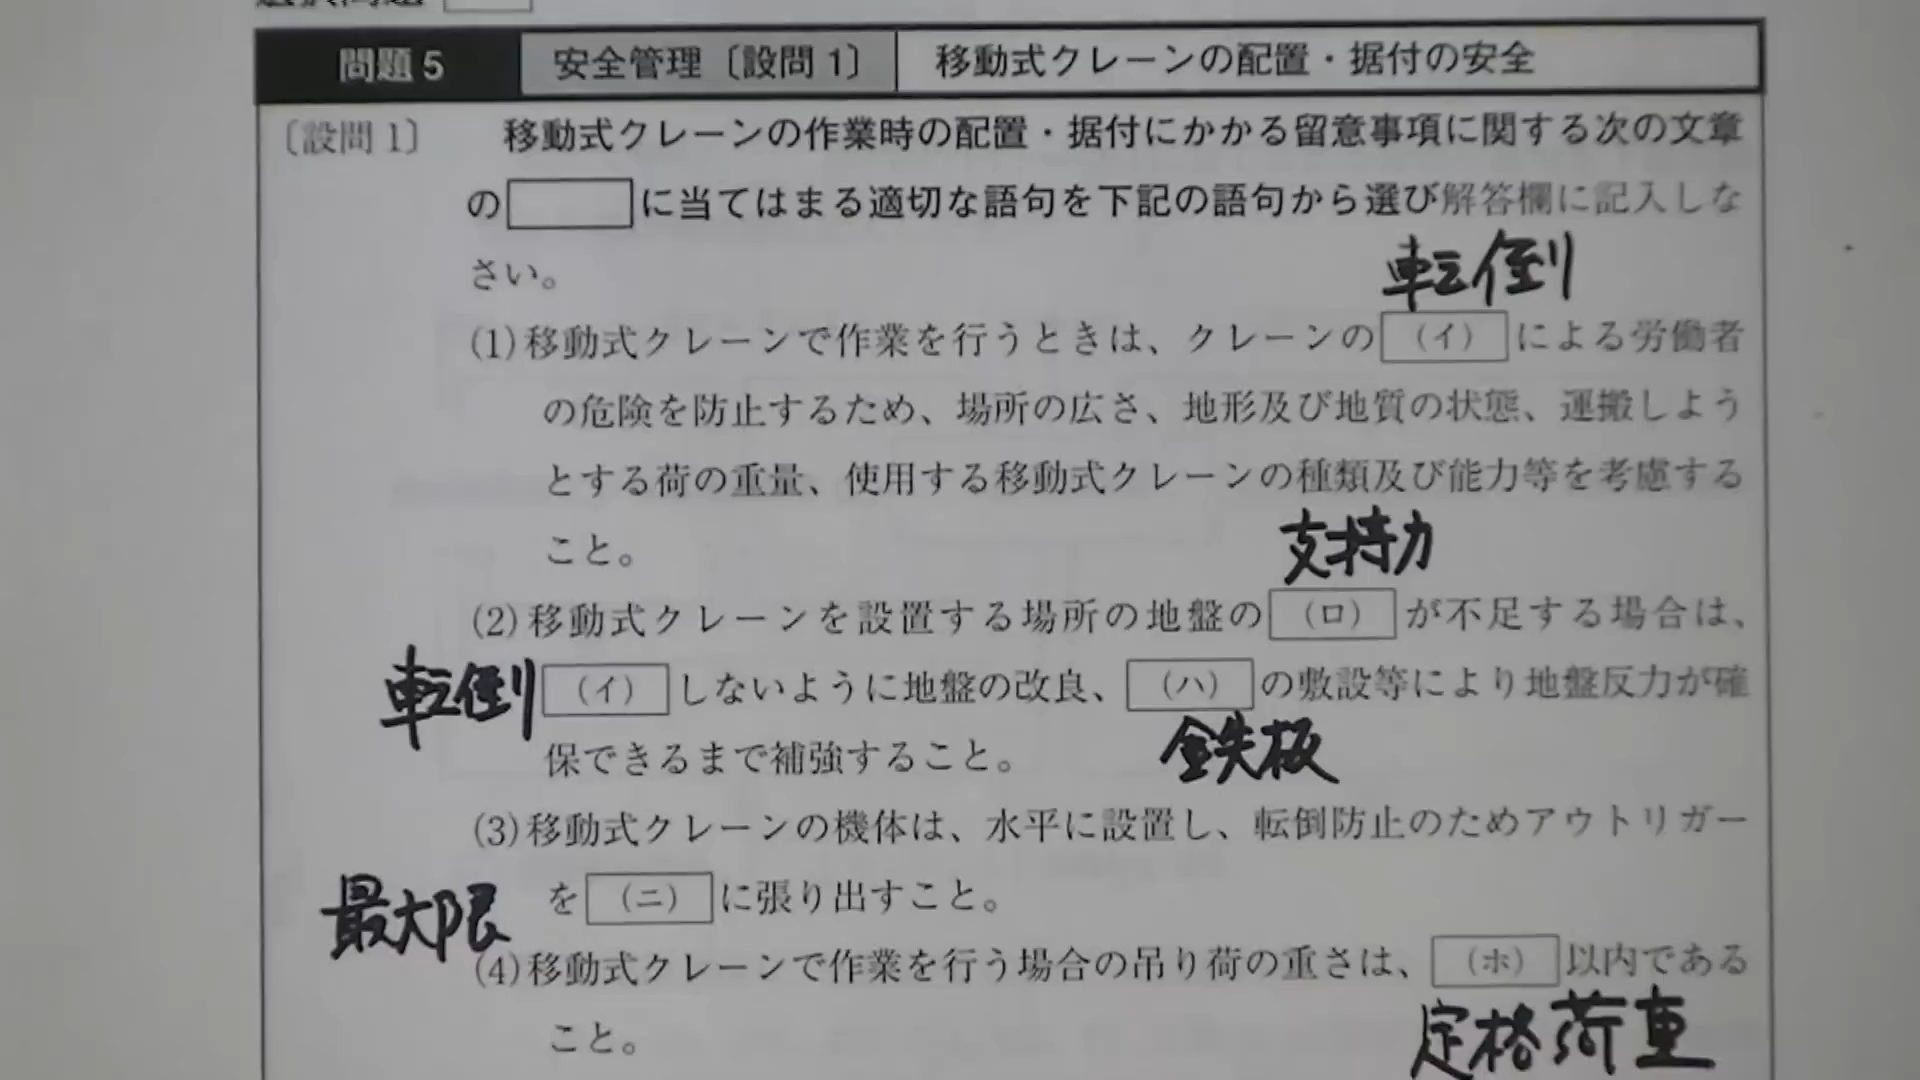 問題 5 安全管理〔設問 1〕 移動式クレーンの配置・据付の安全
〔設問 1〕 移動式クレーンの作業時の配置・据付にかかる留意事項に関する次の文章
の に当てはまる適切な語句を下記の語句から選び解答欄に記入しな
さい。
転倒
(1)移動式クレーンで作業を行うときは、クレーンの（イ）による労働者
の危険を防止するため、場所の広さ、地形及び地質の状態、運搬しよう
とする荷の重量、使用する移動式クレーンの種類及び能力等を考慮する
こと。
支持力
(2)移動式クレーンを設置する場所の地盤の（ロ）が不足する場合は、
転倒（イ）しないように地盤の改良、（ハ）の敷設等により地盤反力が確
保できるまで補強すること。
鉄板
(3)移動式クレーンの機体は、水平に設置し、転倒防止のためアウトリガー
を（ニ）に張り出すこと。
最大限
(4)移動式クレーンで作業を行う場合の吊り荷の重さは、（ホ）以内である
こと。
定格荷重